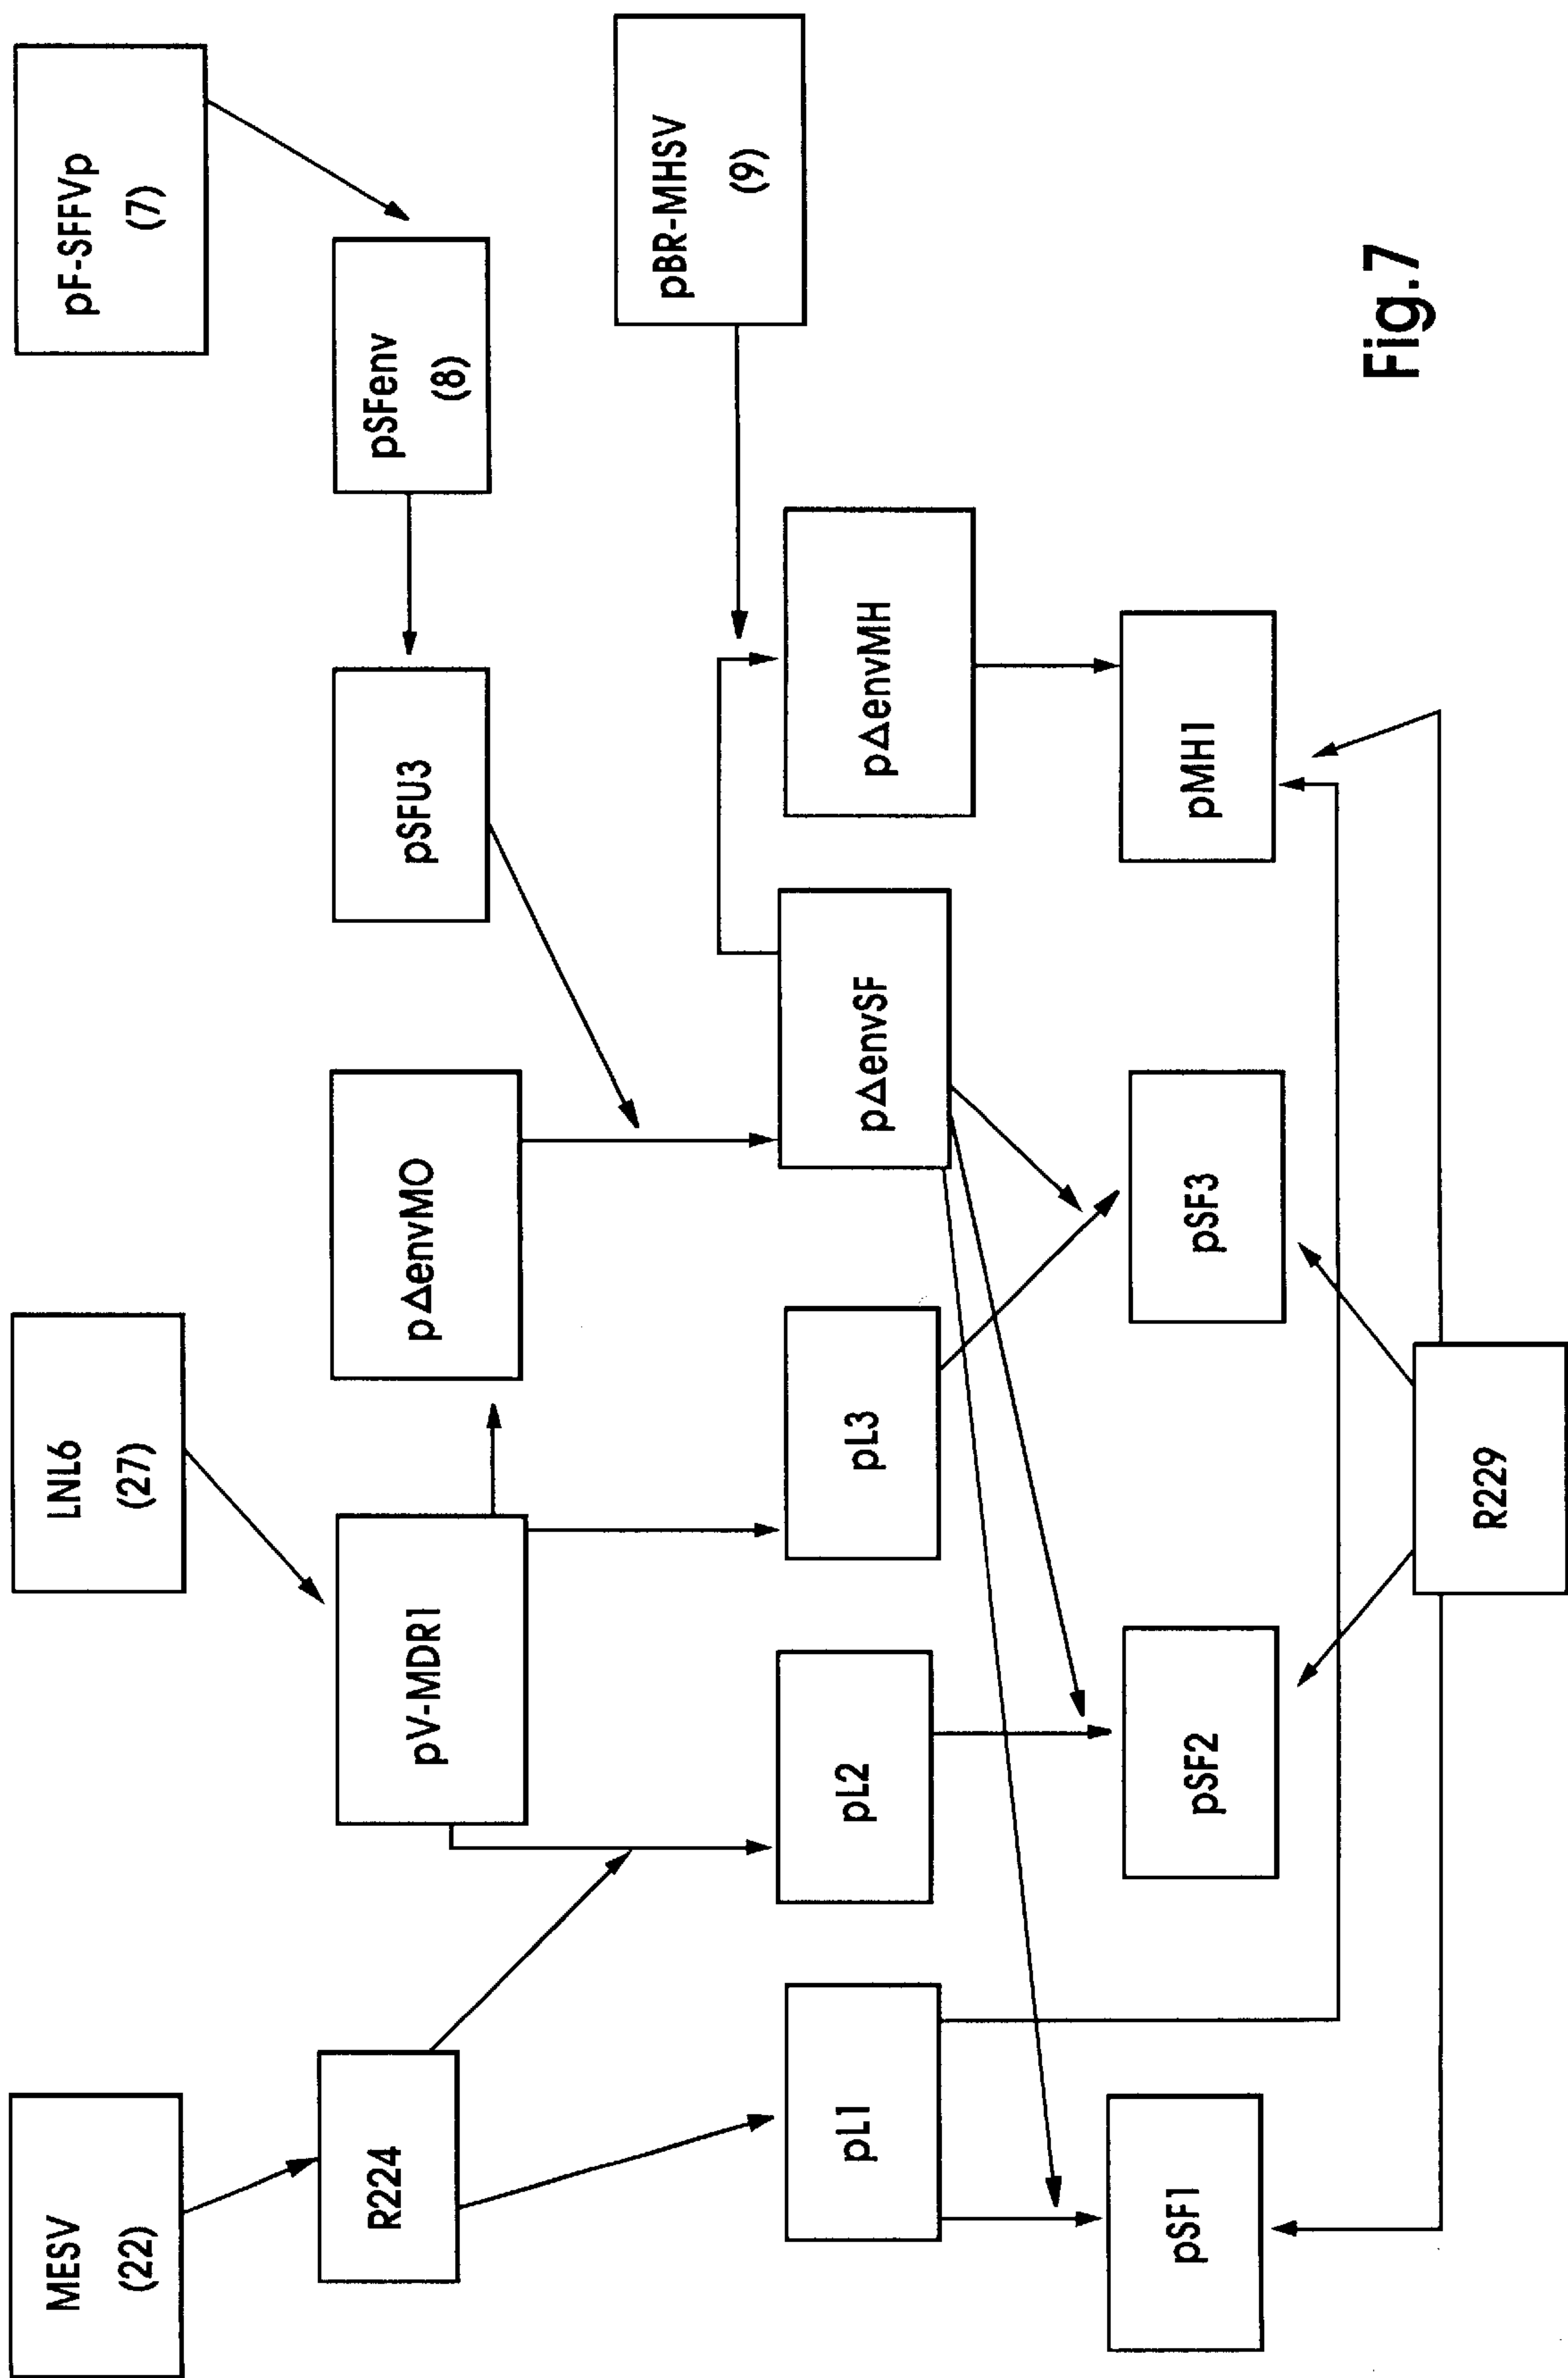 MESV
(22)
LNL6
(27)
pF-SFFVp
(7)
R224
pV-MDR1
pΔenvMO
pSFU3
pSFenv
(8)
pBR-MHSV
(9)
pL1
pL2
pL3
pΔenvSF
pΔenvMH
pSF1
pSF2
pSF3
pMH1
R229
Fig.7